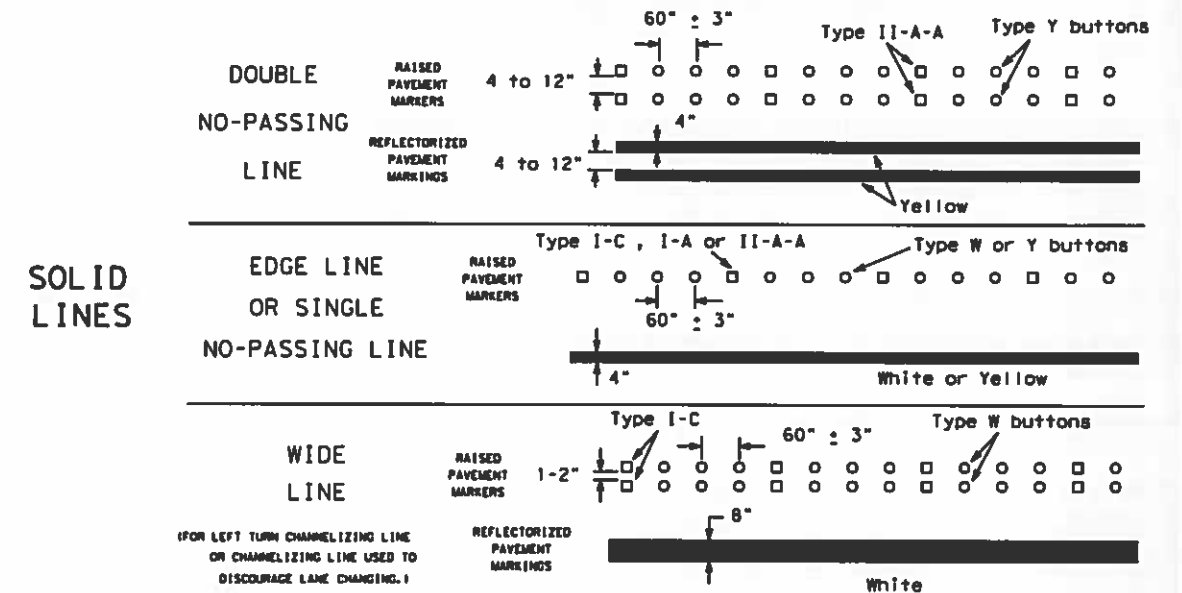 60" ± 3"
Type II-A-A
Type Y buttons
DOUBLE
NO-PASSING
LINE
RAISED
PAVEMENT
MARKERS
4 to 12"
4"
REFLECTORIZED
PAVEMENT
MARKINGS
4 to 12"
Yellow
SOLID
LINES
EDGE LINE
OR SINGLE
NO-PASSING LINE
RAISED
PAVEMENT
MARKERS
Type I-C , I-A or II-A-A
Type W or Y buttons
60" ± 3"
4"
White or Yellow
WIDE
LINE
(FOR LEFT TURN CHANNELIZING LINE
OR CHANNELIZING LINE USED TO
DISCOURAGE LANE CHANGING.)
RAISED
PAVEMENT
MARKERS
1-2"
Type I-C
60" ± 3"
Type W buttons
REFLECTORIZED
PAVEMENT
MARKINGS
8"
White